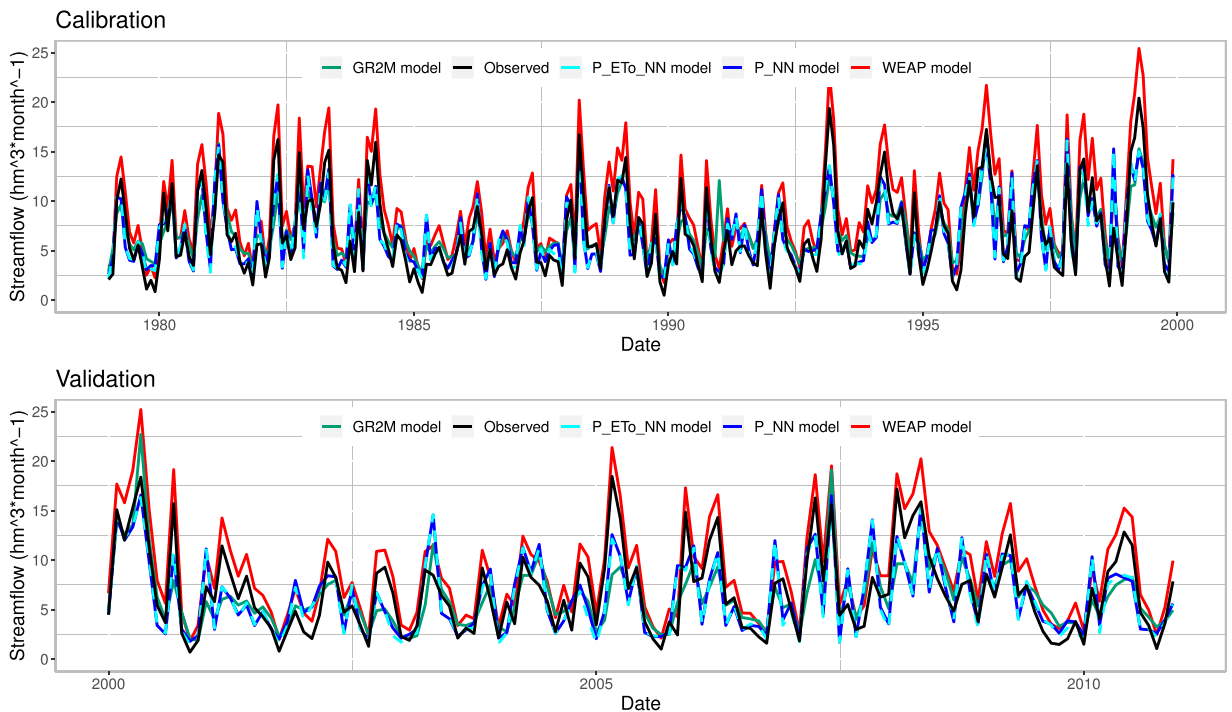 Calibration
Streamflow (hm^3*month^−1)
GR2M model Observed P_ETo_NN model P_NN model WEAP model
25
20
15
10
5
0
1980 1985 1990 1995 2000
Date
Validation
Streamflow (hm^3*month^−1)
GR2M model Observed P_ETo_NN model P_NN model WEAP model
25
20
15
10
5
0
2000 2005 2010
Date